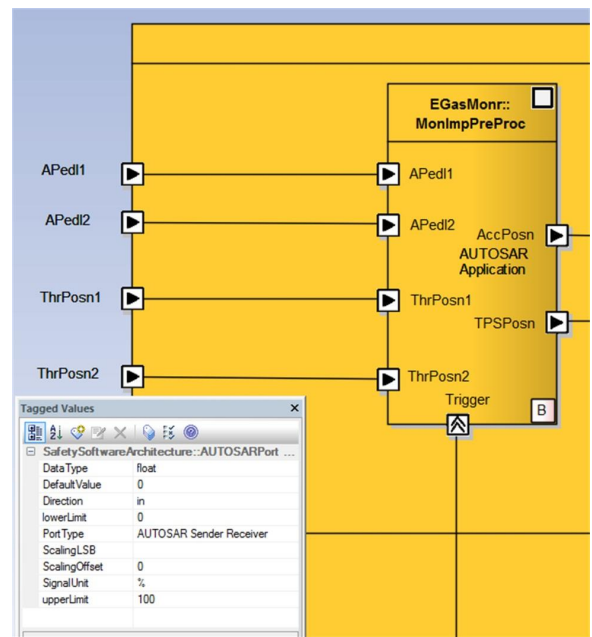 EGasMonr::
MonImpPreProc
APedl1
APedl1
APedl2
APedl2
AccPosn
AUTOSAR
Application
ThrPosn1
ThrPosn1
TPSPosn
ThrPosn2
ThrPosn2
Trigger
B
Tagged Values
SafetySoftwareArchitecture::AUTOSARPort ...
DataType float
DefaultValue 0
Direction in
lowerLimit 0
PortType AUTOSAR Sender Receiver
ScalingLSB
ScalingOffset 0
SignalUnit %
upperLimit 100